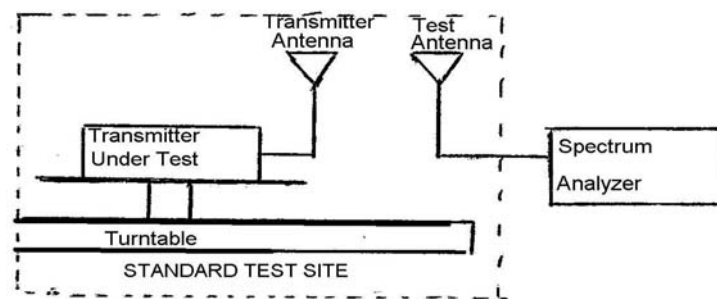 Transmitter
Antenna
Test
Antenna
Transmitter
Under Test
Spectrum
Analyzer
Turntable
STANDARD TEST SITE